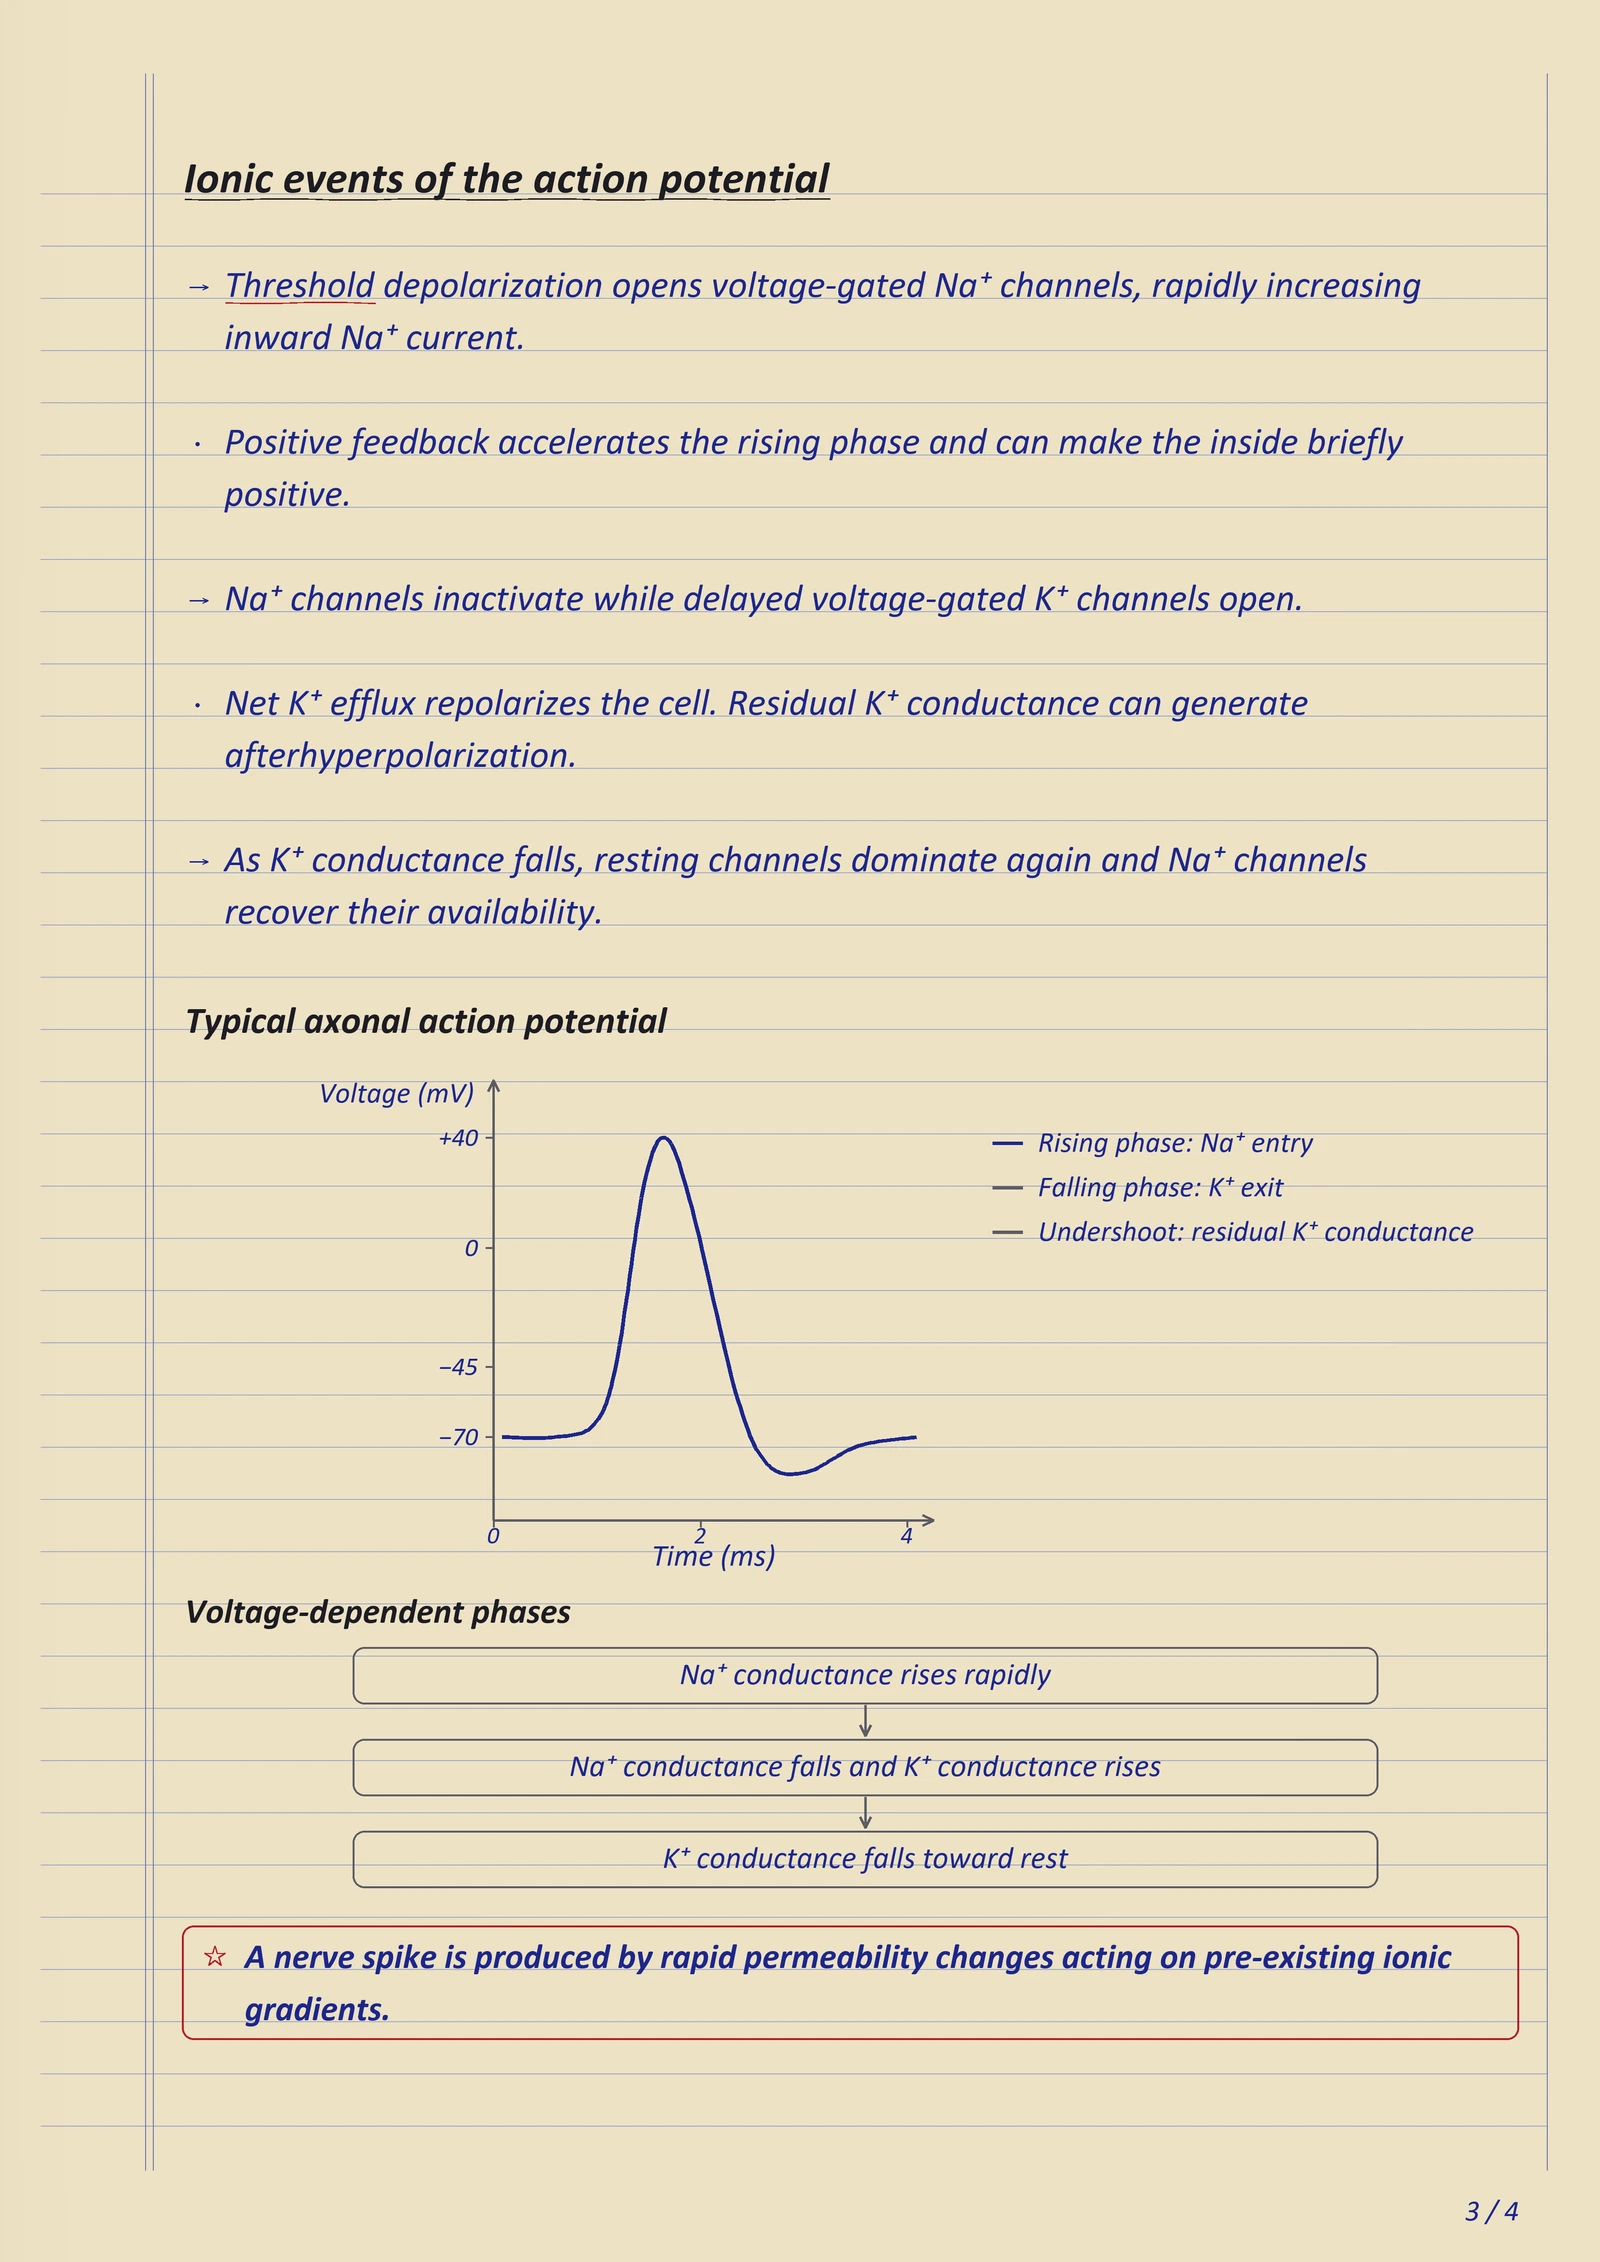 Ionic events of the action potential
→ Threshold depolarization opens voltage-gated Na⁺ channels, rapidly increasing
inward Na⁺ current.
· Positive feedback accelerates the rising phase and can make the inside briefly
positive.
→ Na⁺ channels inactivate while delayed voltage-gated K⁺ channels open.
· Net K⁺ efflux repolarizes the cell. Residual K⁺ conductance can generate
afterhyperpolarization.
→ As K⁺ conductance falls, resting channels dominate again and Na⁺ channels
recover their availability.
Typical axonal action potential
Voltage (mV)
+40
0
−45
−70
0 2 4
Time (ms)
Rising phase: Na⁺ entry
Falling phase: K⁺ exit
Undershoot: residual K⁺ conductance
Voltage-dependent phases
Na⁺ conductance rises rapidly
Na⁺ conductance falls and K⁺ conductance rises
K⁺ conductance falls toward rest
☆ A nerve spike is produced by rapid permeability changes acting on pre-existing ionic
gradients.
3 / 4